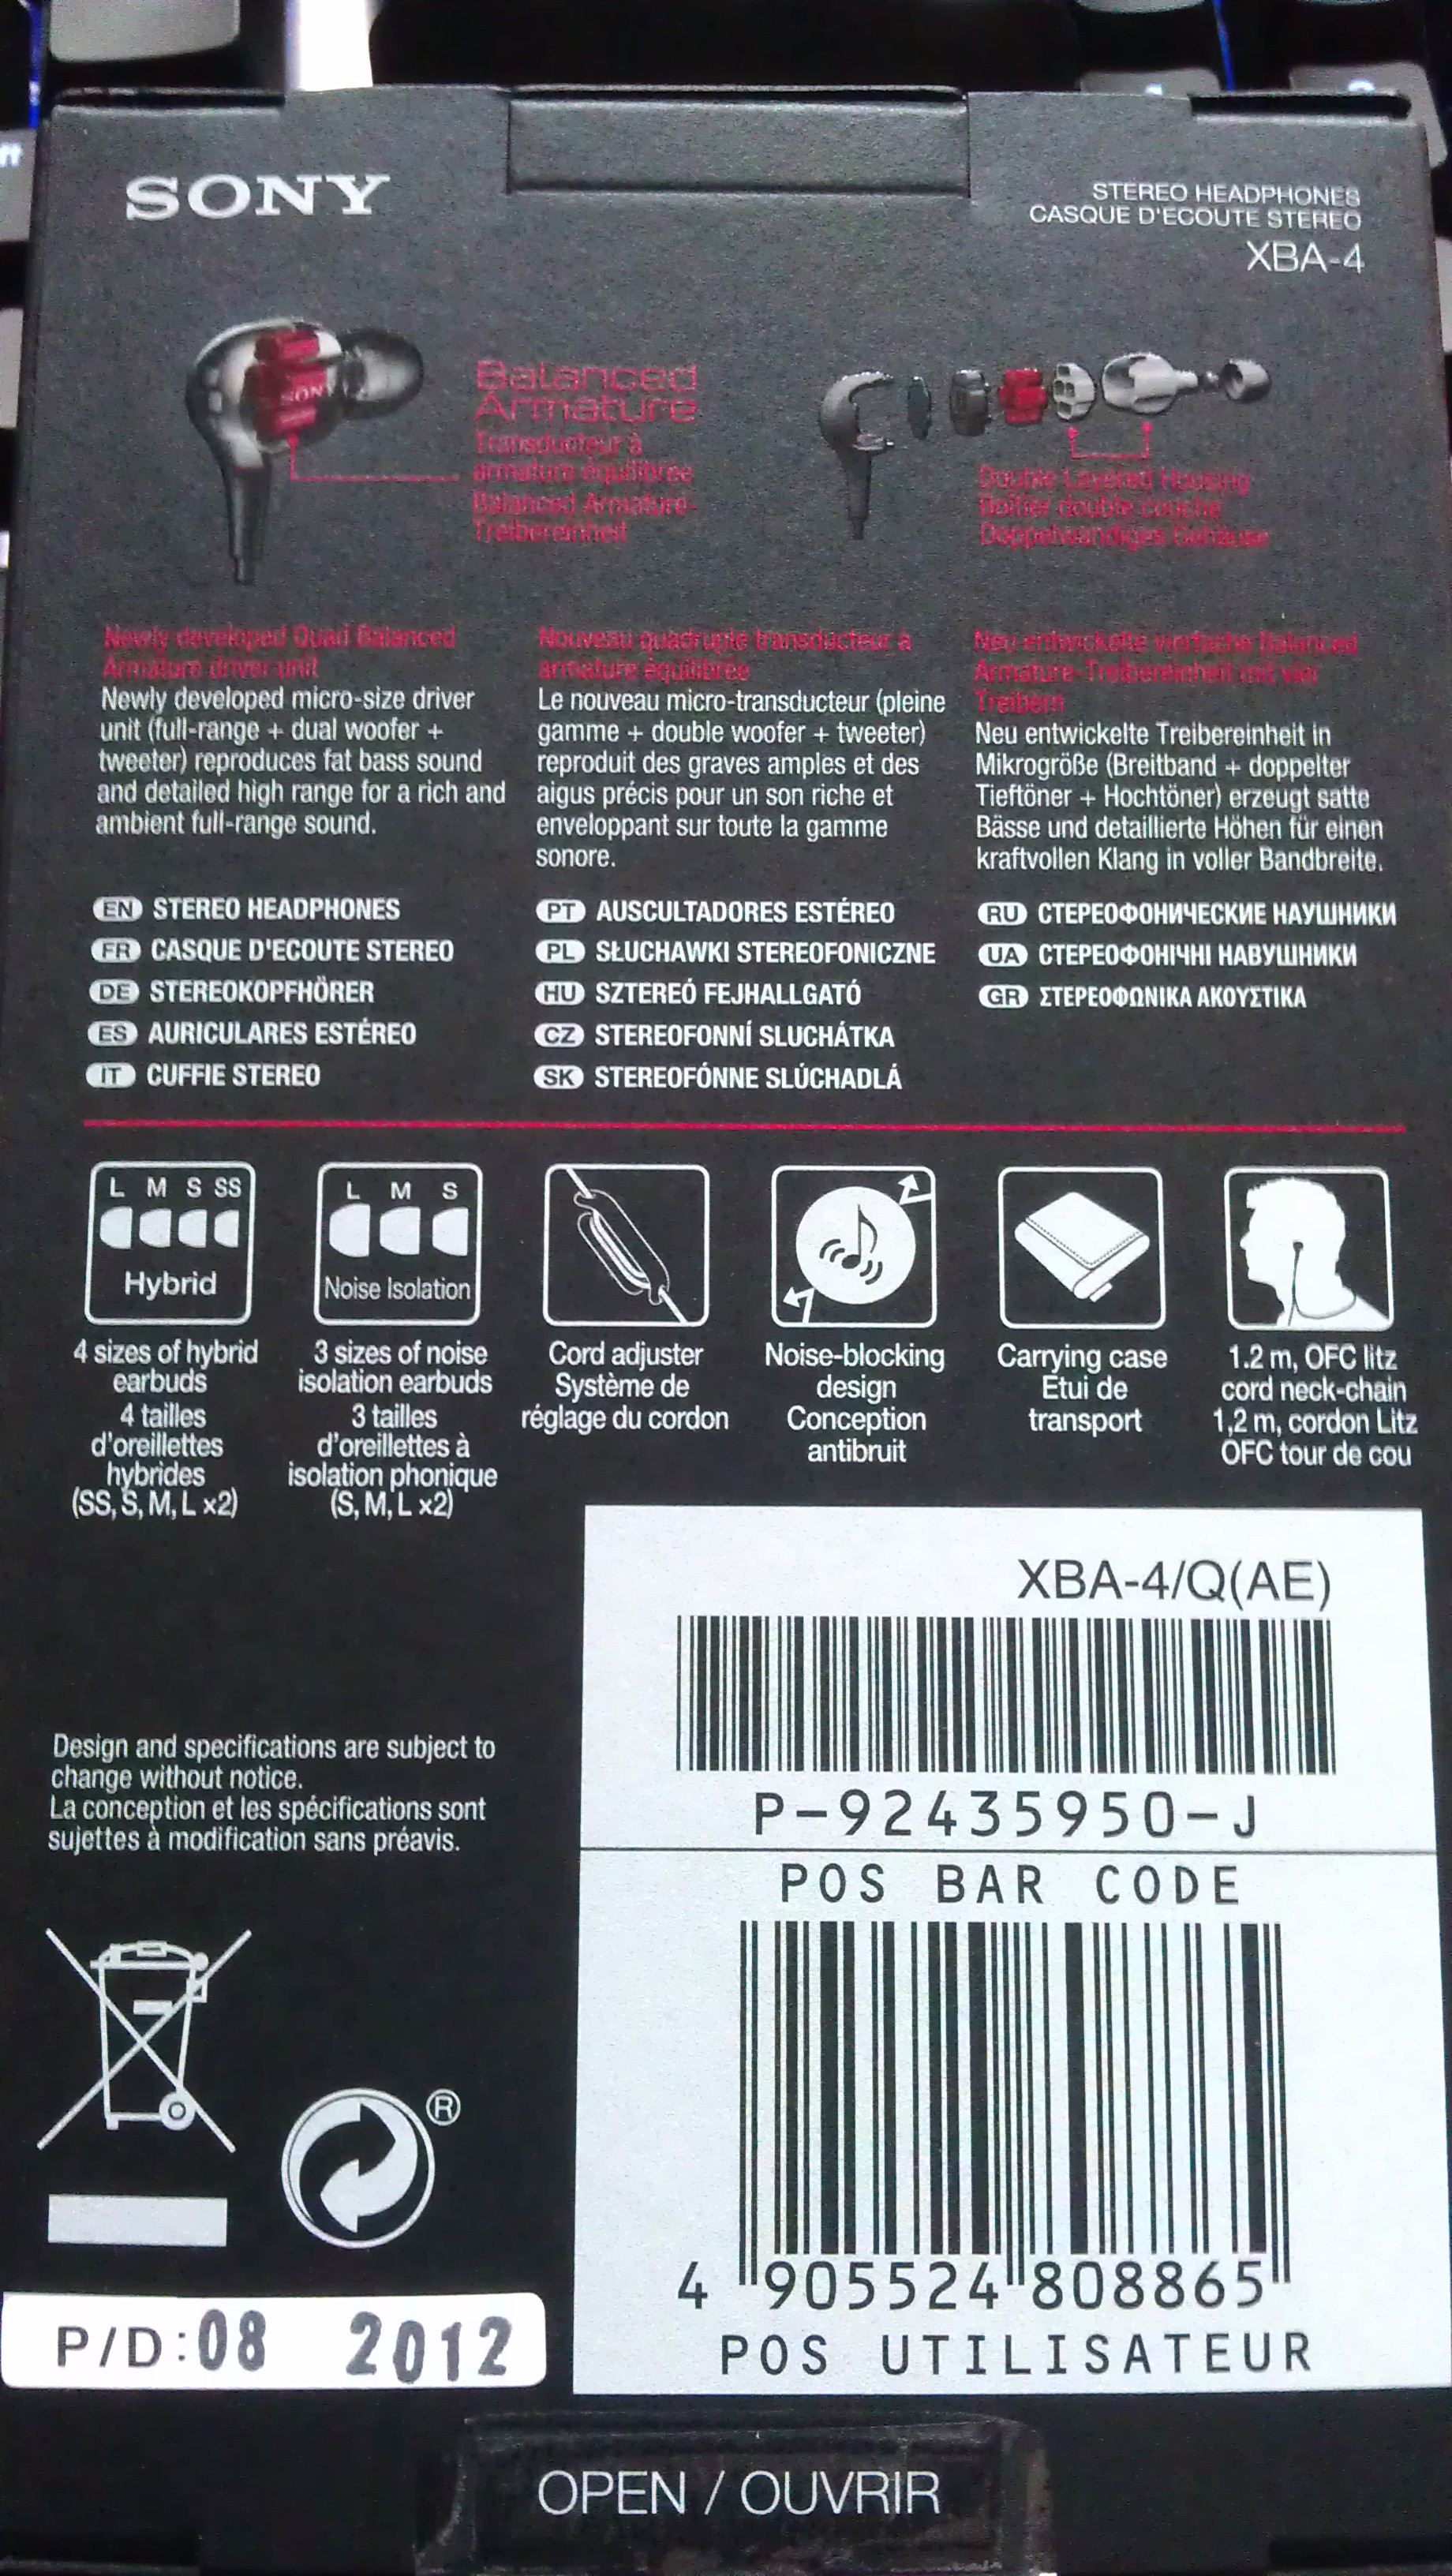 SONY
STEREO HEADPHONES
CASQUE D'ECOUTE STEREO
XBA-4
SONY
Balanced
Armature
Transducteur à
armature équilibrée
Balanced Armature-
Treibereinheit
Double Layered Housing
Boîtier double couche
Doppelwandiges Gehäuse
Newly developed Quad Balanced
Armature driver unit
Newly developed micro-size driver
unit (full-range + dual woofer +
tweeter) reproduces fat bass sound
and detailed high range for a rich and
ambient full-range sound.
Nouveau quadruple transducteur à
armature équilibrée
Le nouveau micro-transducteur (pleine
gamme + double woofer + tweeter)
reproduit des graves amples et des
aigus précis pour un son riche et
enveloppant sur toute la gamme
sonore.
Neu entwickelte vierfache Balanced
Armature-Treibereinheit mit vier
Treibern
Neu entwickelte Treibereinheit in
Mikrogröße (Breitband + doppelter
Tieftöner + Hochtöner) erzeugt satte
Bässe und detaillierte Höhen für einen
kraftvollen Klang in voller Bandbreite.
EN STEREO HEADPHONES
FR CASQUE D'ECOUTE STEREO
DE STEREOKOPFHÖRER
ES AURICULARES ESTÉREO
IT CUFFIE STEREO
PT AUSCULTADORES ESTÉREO
PL SŁUCHAWKI STEREOFONICZNE
HU SZTEREÓ FEJHALLGATÓ
CZ STEREOFONNÍ SLUCHÁTKA
SK STEREOFÓNNE SLÚCHADLÁ
RU СТЕРЕОФОНИЧЕСКИЕ НАУШНИКИ
UA СТЕРЕОФОНІЧНІ НАВУШНИКИ
GR ΣΤΕΡΕΟΦΩΝΙΚΑ ΑΚΟΥΣΤΙΚΑ
L M S SS
Hybrid
4 sizes of hybrid
earbuds
4 tailles
d'oreillettes
hybrides
(SS, S, M, L x2)
L M S
Noise Isolation
3 sizes of noise
isolation earbuds
3 tailles
d'oreillettes à
isolation phonique
(S, M, L x2)
Cord adjuster
Système de
réglage du cordon
Noise-blocking
design
Conception
antibruit
Carrying case
Etui de
transport
1.2 m, OFC litz
cord neck-chain
1,2 m, cordon Litz
OFC tour de cou
XBA-4/Q(AE)
P-92435950-J
POS BAR CODE
4 905524 808865
POS UTILISATEUR
Design and specifications are subject to
change without notice.
La conception et les spécifications sont
sujettes à modification sans préavis.
®
P/D:08 2012
OPEN / OUVRIR